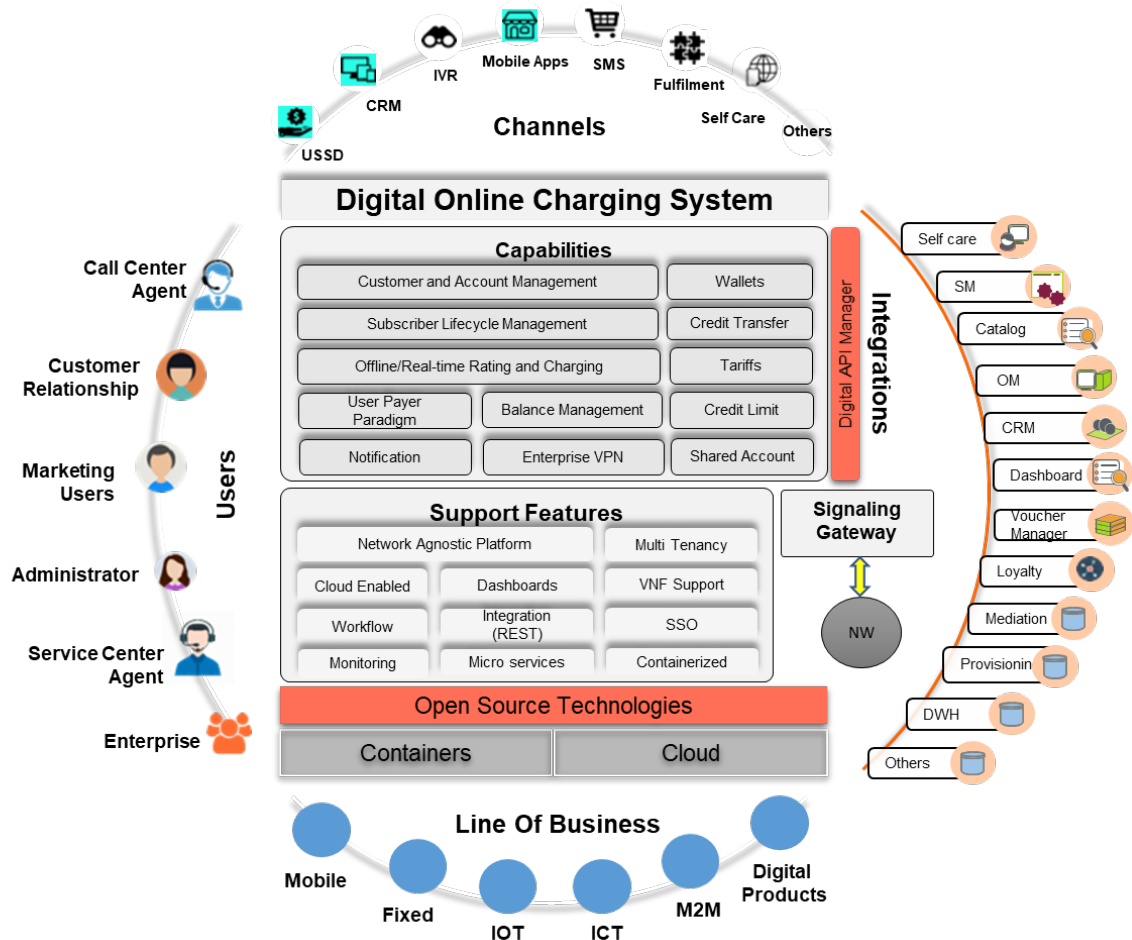 Mobile Apps
SMS
IVR
Fulfilment
CRM
Self Care
Others
USSD
Channels
Digital Online Charging System
Call Center
Agent
Customer
Relationship
Marketing
Users
Administrator
Service Center
Agent
Enterprise
Users
Capabilities
Customer and Account Management
Wallets
Subscriber Lifecycle Management
Credit Transfer
Offline/Real-time Rating and Charging
Tariffs
User Payer
Paradigm
Balance Management
Credit Limit
Notification
Enterprise VPN
Shared Account
Digital API Manager
Integrations
Support Features
Network Agnostic Platform
Multi Tenancy
Cloud Enabled
Dashboards
VNF Support
Workflow
Integration
(REST)
SSO
Monitoring
Micro services
Containerized
Signaling
Gateway
NW
Self care
SM
Catalog
OM
CRM
Dashboard
Voucher
Manager
Loyalty
Mediation
Provisionin
DWH
Others
Open Source Technologies
Containers
Cloud
Line Of Business
Mobile
Fixed
IOT
ICT
M2M
Digital
Products